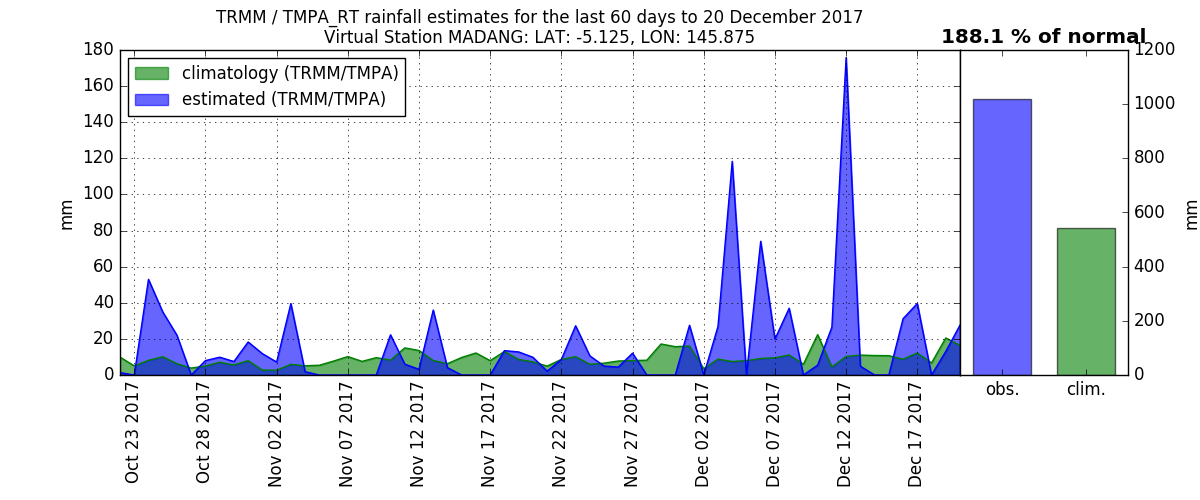 TRMM / TMPA_RT rainfall estimates for the last 60 days to 20 December 2017
Virtual Station MADANG: LAT: -5.125, LON: 145.875
188.1 % of normal
climatology (TRMM/TMPA)
estimated (TRMM/TMPA)
180
160
140
120
100
80
60
40
20
0
mm
Oct 23 2017
Oct 28 2017
Nov 02 2017
Nov 07 2017
Nov 12 2017
Nov 17 2017
Nov 22 2017
Nov 27 2017
Dec 02 2017
Dec 07 2017
Dec 12 2017
Dec 17 2017
1200
1000
800
600
400
200
0
mm
obs.
clim.